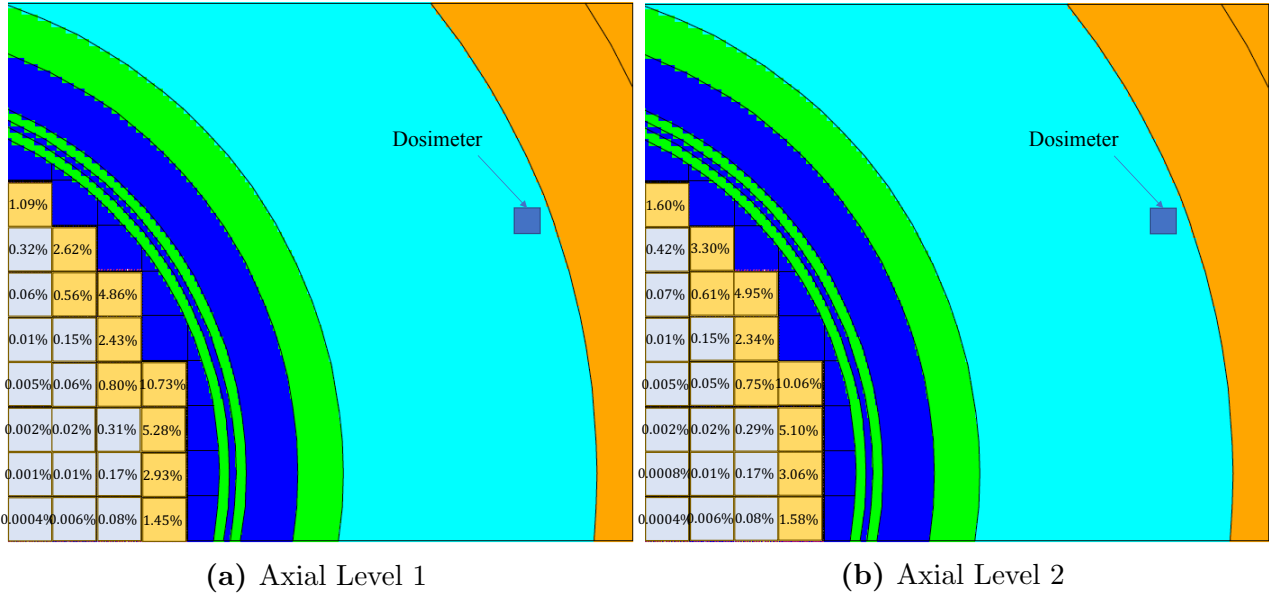 Dosimeter
1.09%
0.32% 2.62%
0.06% 0.56% 4.86%
0.01% 0.15% 2.43%
0.005% 0.06% 0.80% 10.73%
0.002% 0.02% 0.31% 5.28%
0.001% 0.01% 0.17% 2.93%
0.0004% 0.006% 0.08% 1.45%
(a) Axial Level 1
Dosimeter
1.60%
0.42% 3.30%
0.07% 0.61% 4.95%
0.01% 0.15% 2.34%
0.005% 0.05% 0.75% 10.06%
0.002% 0.02% 0.29% 5.10%
0.0008% 0.01% 0.17% 3.06%
0.0004% 0.006% 0.08% 1.58%
(b) Axial Level 2